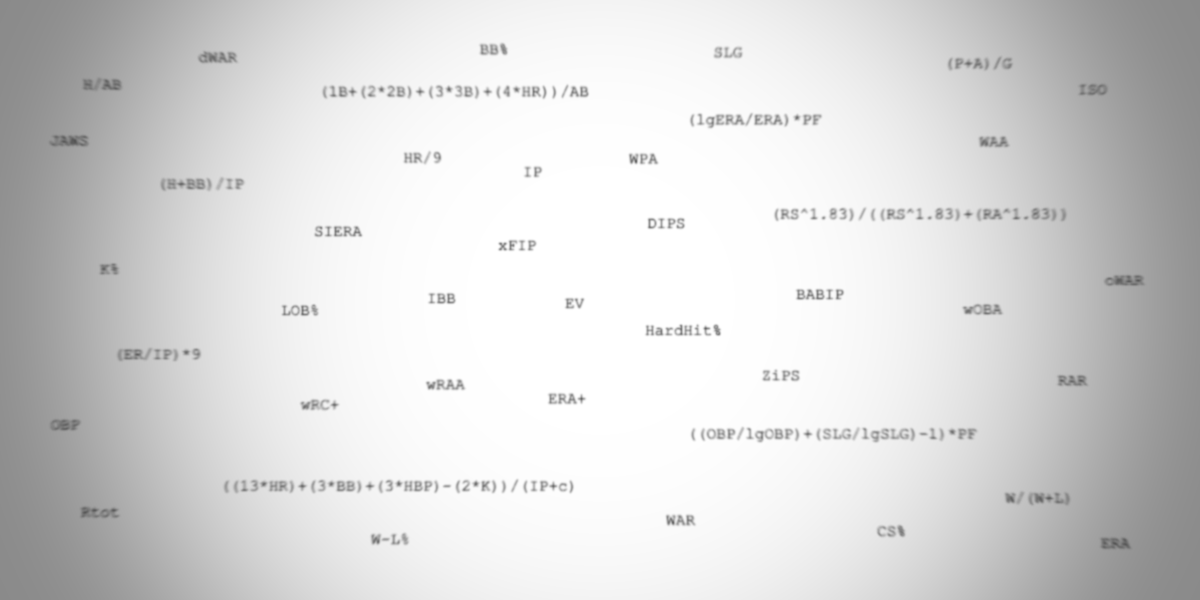 BB%
SLG
dWAR
(P+A)/G
H/AB
(1B+(2*2B)+(3*3B)+(4*HR))/AB
ISO
(lgERA/ERA)*PF
JAWS
WAA
HR/9
WPA
IP
(H+BB)/IP
(RS^1.83)/((RS^1.83)+(RA^1.83))
DIPS
SIERA
xFIP
K%
oWAR
BABIP
IBB
EV
LOB%
wOBA
HardHit%
(ER/IP)*9
ZiPS
RAR
wRAA
ERA+
wRC+
OBP
((OBP/lgOBP)+(SLG/lgSLG)-1)*PF
((13*HR)+(3*BB)+(3*HBP)-(2*K))/(IP+c)
W/(W+L)
Rtot
WAR
CS%
W-L%
ERA